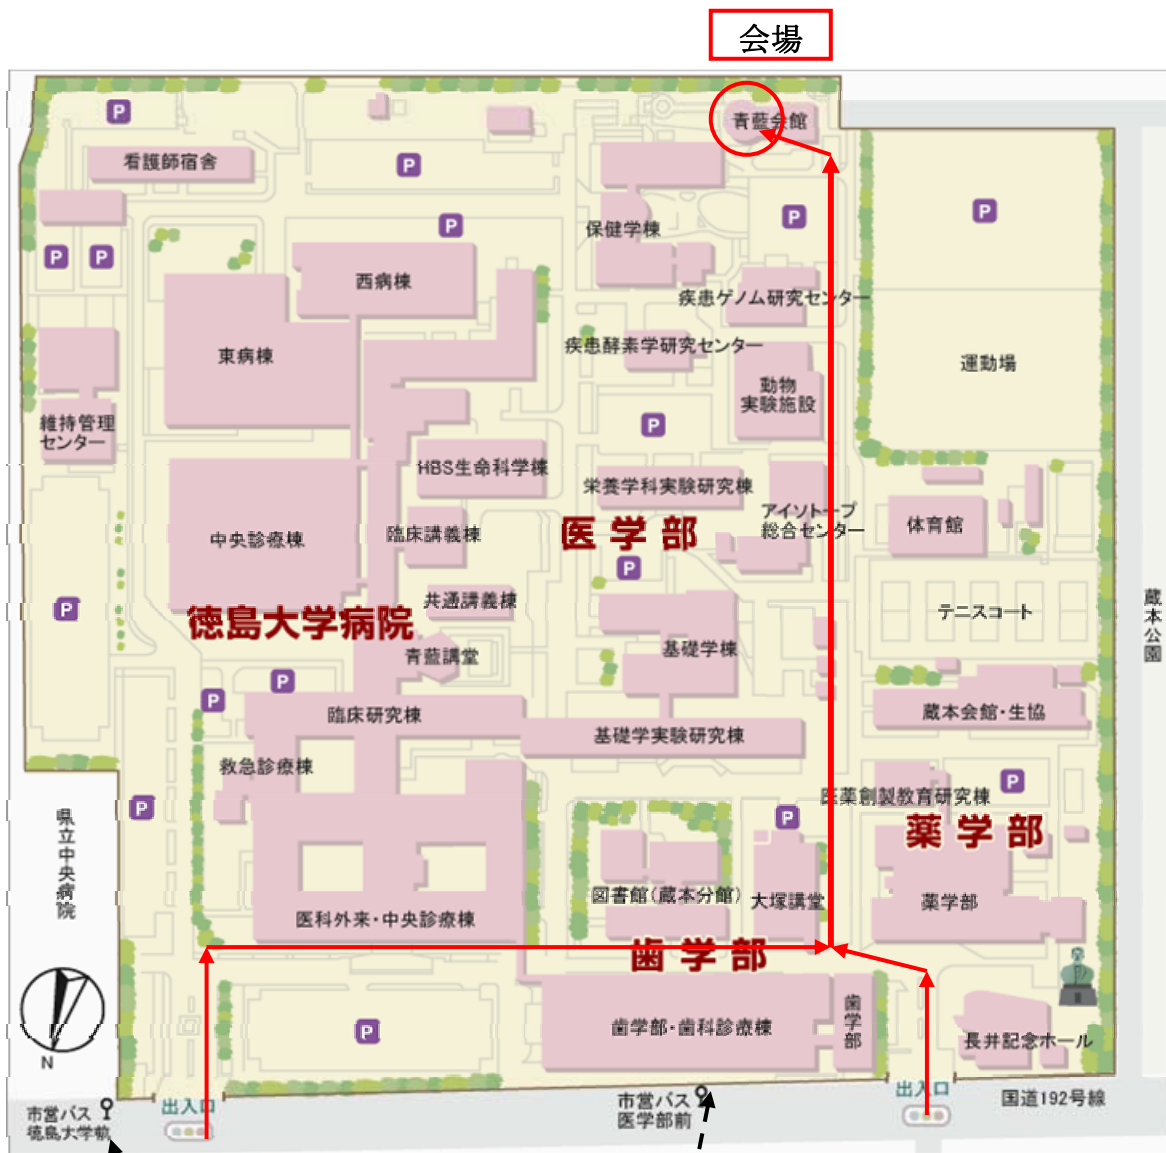 会場
P
青藍会館
看護師宿舎
P
P
P
保健学棟
P
P
P
P
西病棟
疾患ゲノム研究センター
東病棟
疾患酵素学研究センター
運動場
動物
実験施設
維持管理
センター
P
HBS生命科学棟
栄養学科実験研究棟
アイソトープ
総合センター
体育館
中央診療棟
臨床講義棟
医学部
P
P
共通講義棟
テニスコート
蔵本公園
徳島大学病院
青藍講堂
基礎学棟
P
P
臨床研究棟
蔵本会館・生協
基礎学実験研究棟
救急診療棟
P
医薬創製教育研究棟
P
P
県立中央病院
薬学部
図書館(蔵本分館)
大塚講堂
薬学部
医科外来・中央診療棟
歯学部
P
歯学部・歯科診療棟
歯学部
長井記念ホール
N
市営バス
徳島大学前
出入口
市営バス
医学部前
出入口
国道192号線